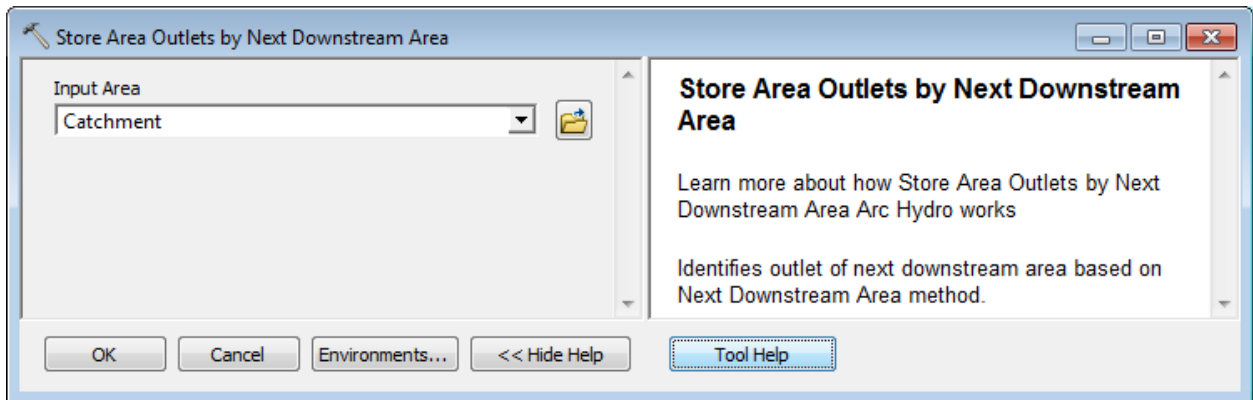 Store Area Outlets by Next Downstream Area
Input Area
Catchment
Store Area Outlets by Next Downstream
Area
Learn more about how Store Area Outlets by Next
Downstream Area Arc Hydro works
Identifies outlet of next downstream area based on
Next Downstream Area method.
OK
Cancel
Environments...
<< Hide Help
Tool Help